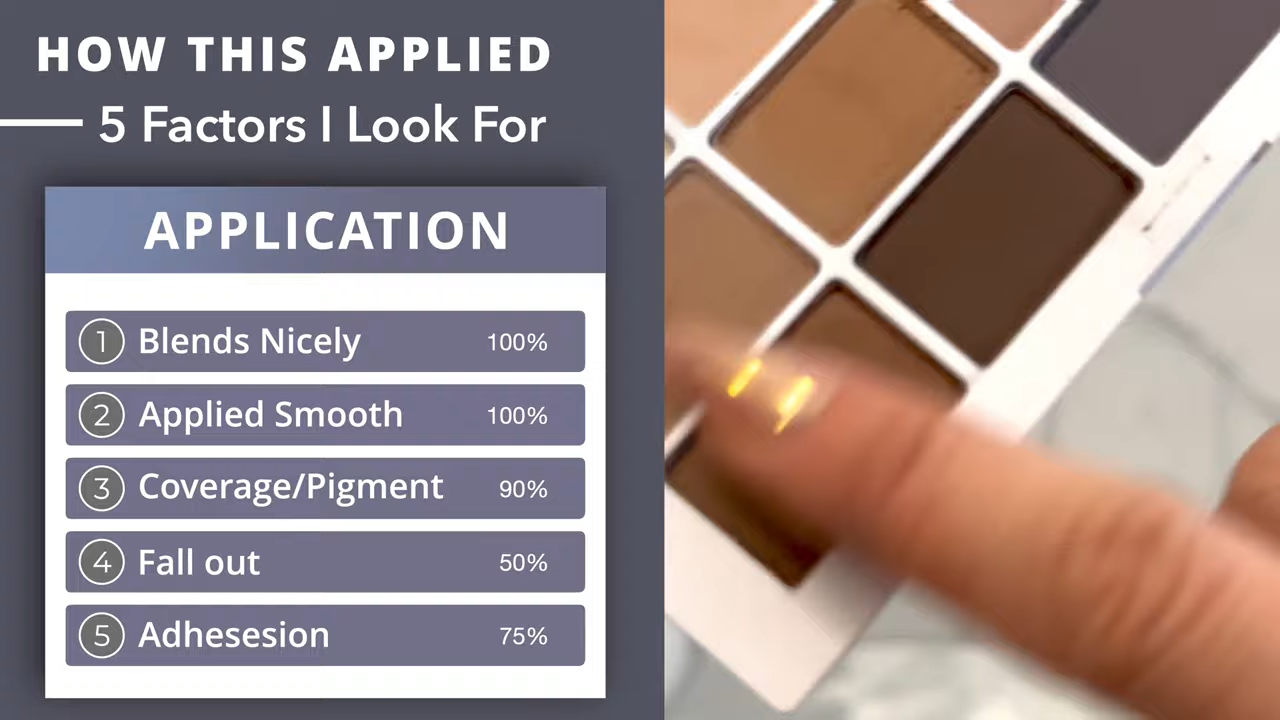 HOW THIS APPLIED
5 Factors I Look For
APPLICATION
1 Blends Nicely 100%
2 Applied Smooth 100%
3 Coverage/Pigment 90%
4 Fall out 50%
5 Adhesesion 75%